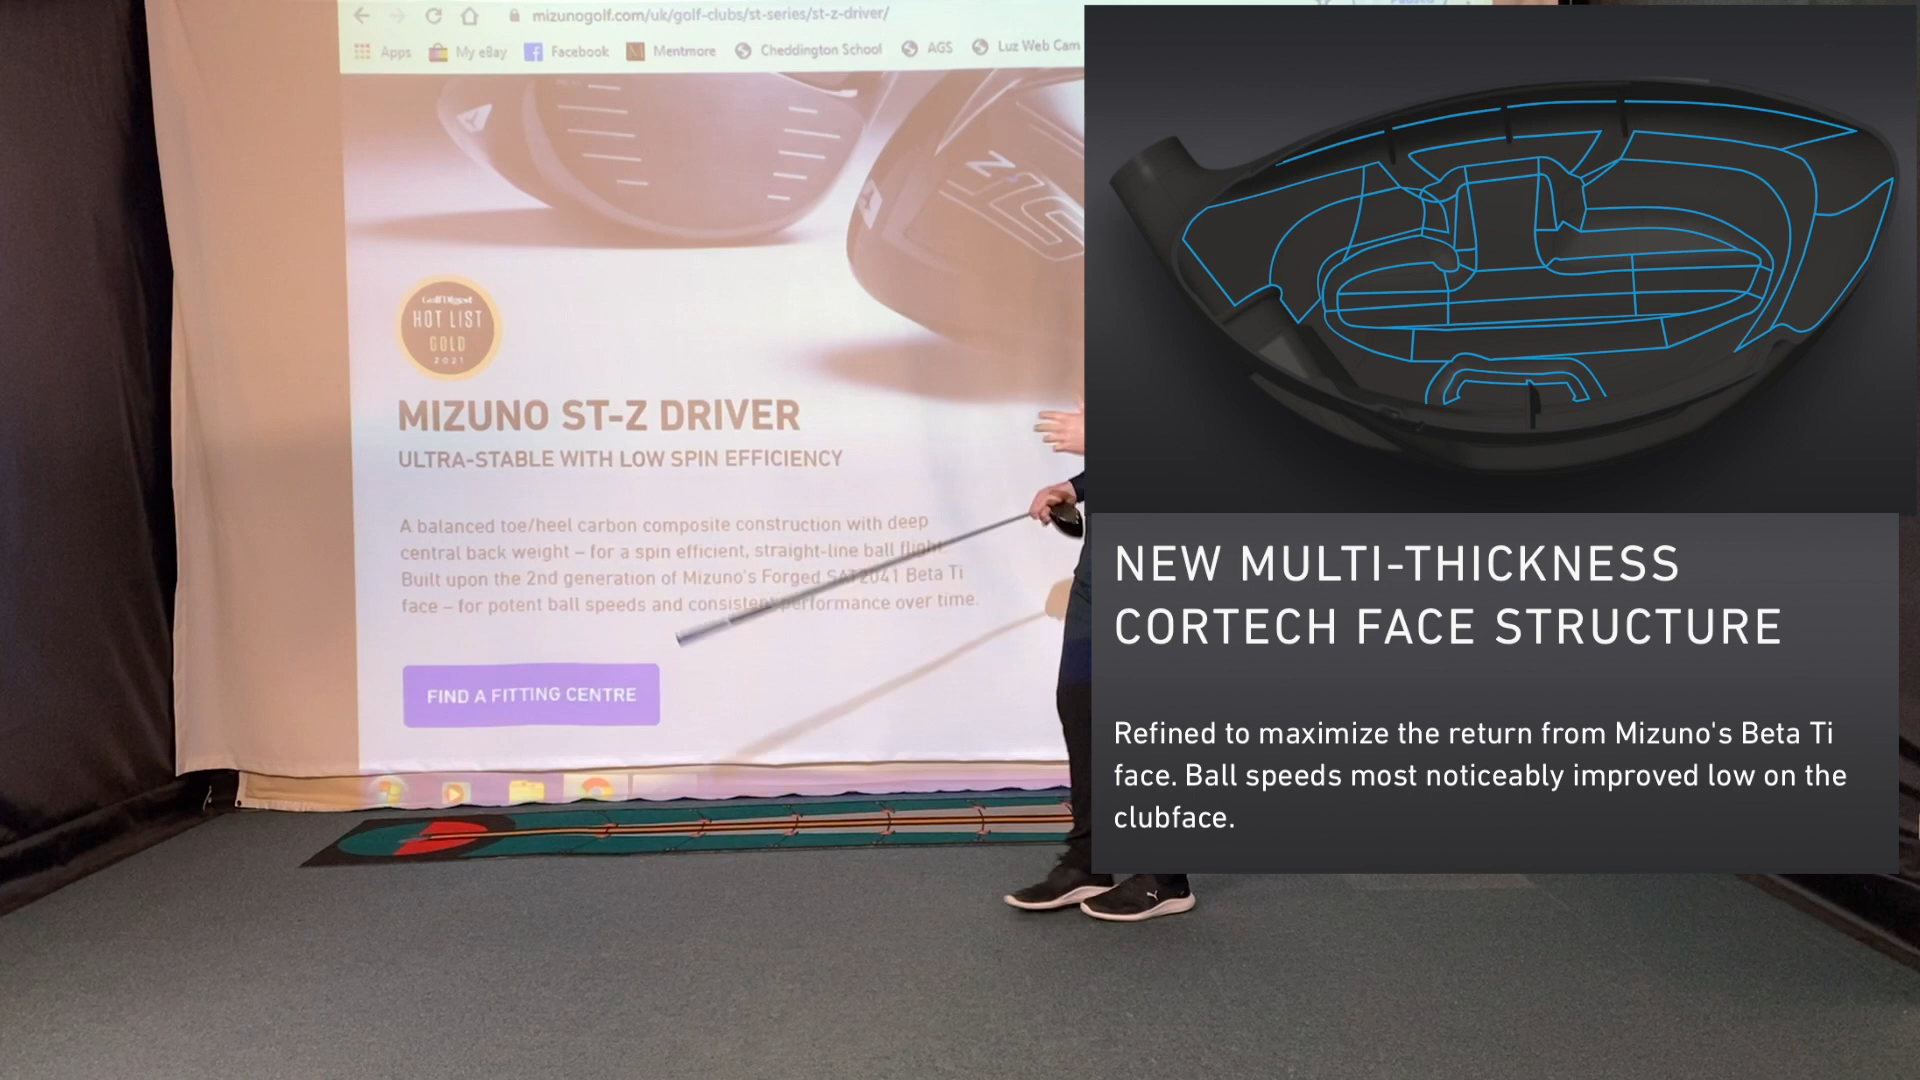 mizunogolf.com/uk/golf-clubs/st-series/st-z-driver/
Apps My eBay Facebook Mentmore Cheddington School AGS Luz Web Cam
STZ
GolfDigest
HOT LIST
GOLD
2021
MIZUNO ST-Z DRIVER
ULTRA-STABLE WITH LOW SPIN EFFICIENCY
A balanced toe/heel carbon composite construction with deep
central back weight – for a spin efficient, straight-line ball flight.
Built upon the 2nd generation of Mizuno's Forged SAT2041 Beta Ti
face – for potent ball speeds and consistent performance over time.
FIND A FITTING CENTRE
NEW MULTI-THICKNESS
CORTECH FACE STRUCTURE
Refined to maximize the return from Mizuno's Beta Ti
face. Ball speeds most noticeably improved low on the
clubface.